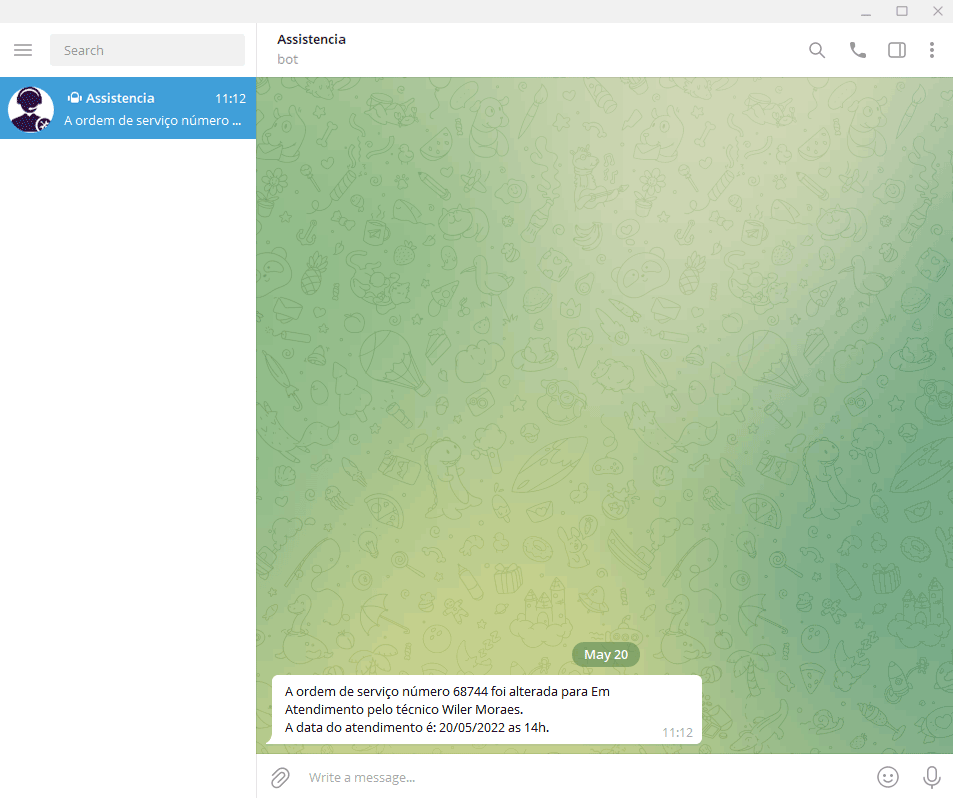 Search
Assistencia
bot
Assistencia 11:12
A ordem de serviço número ...
May 20
A ordem de serviço número 68744 foi alterada para Em
Atendimento pelo técnico Wiler Moraes.
A data do atendimento é: 20/05/2022 as 14h.
11:12
Write a message...